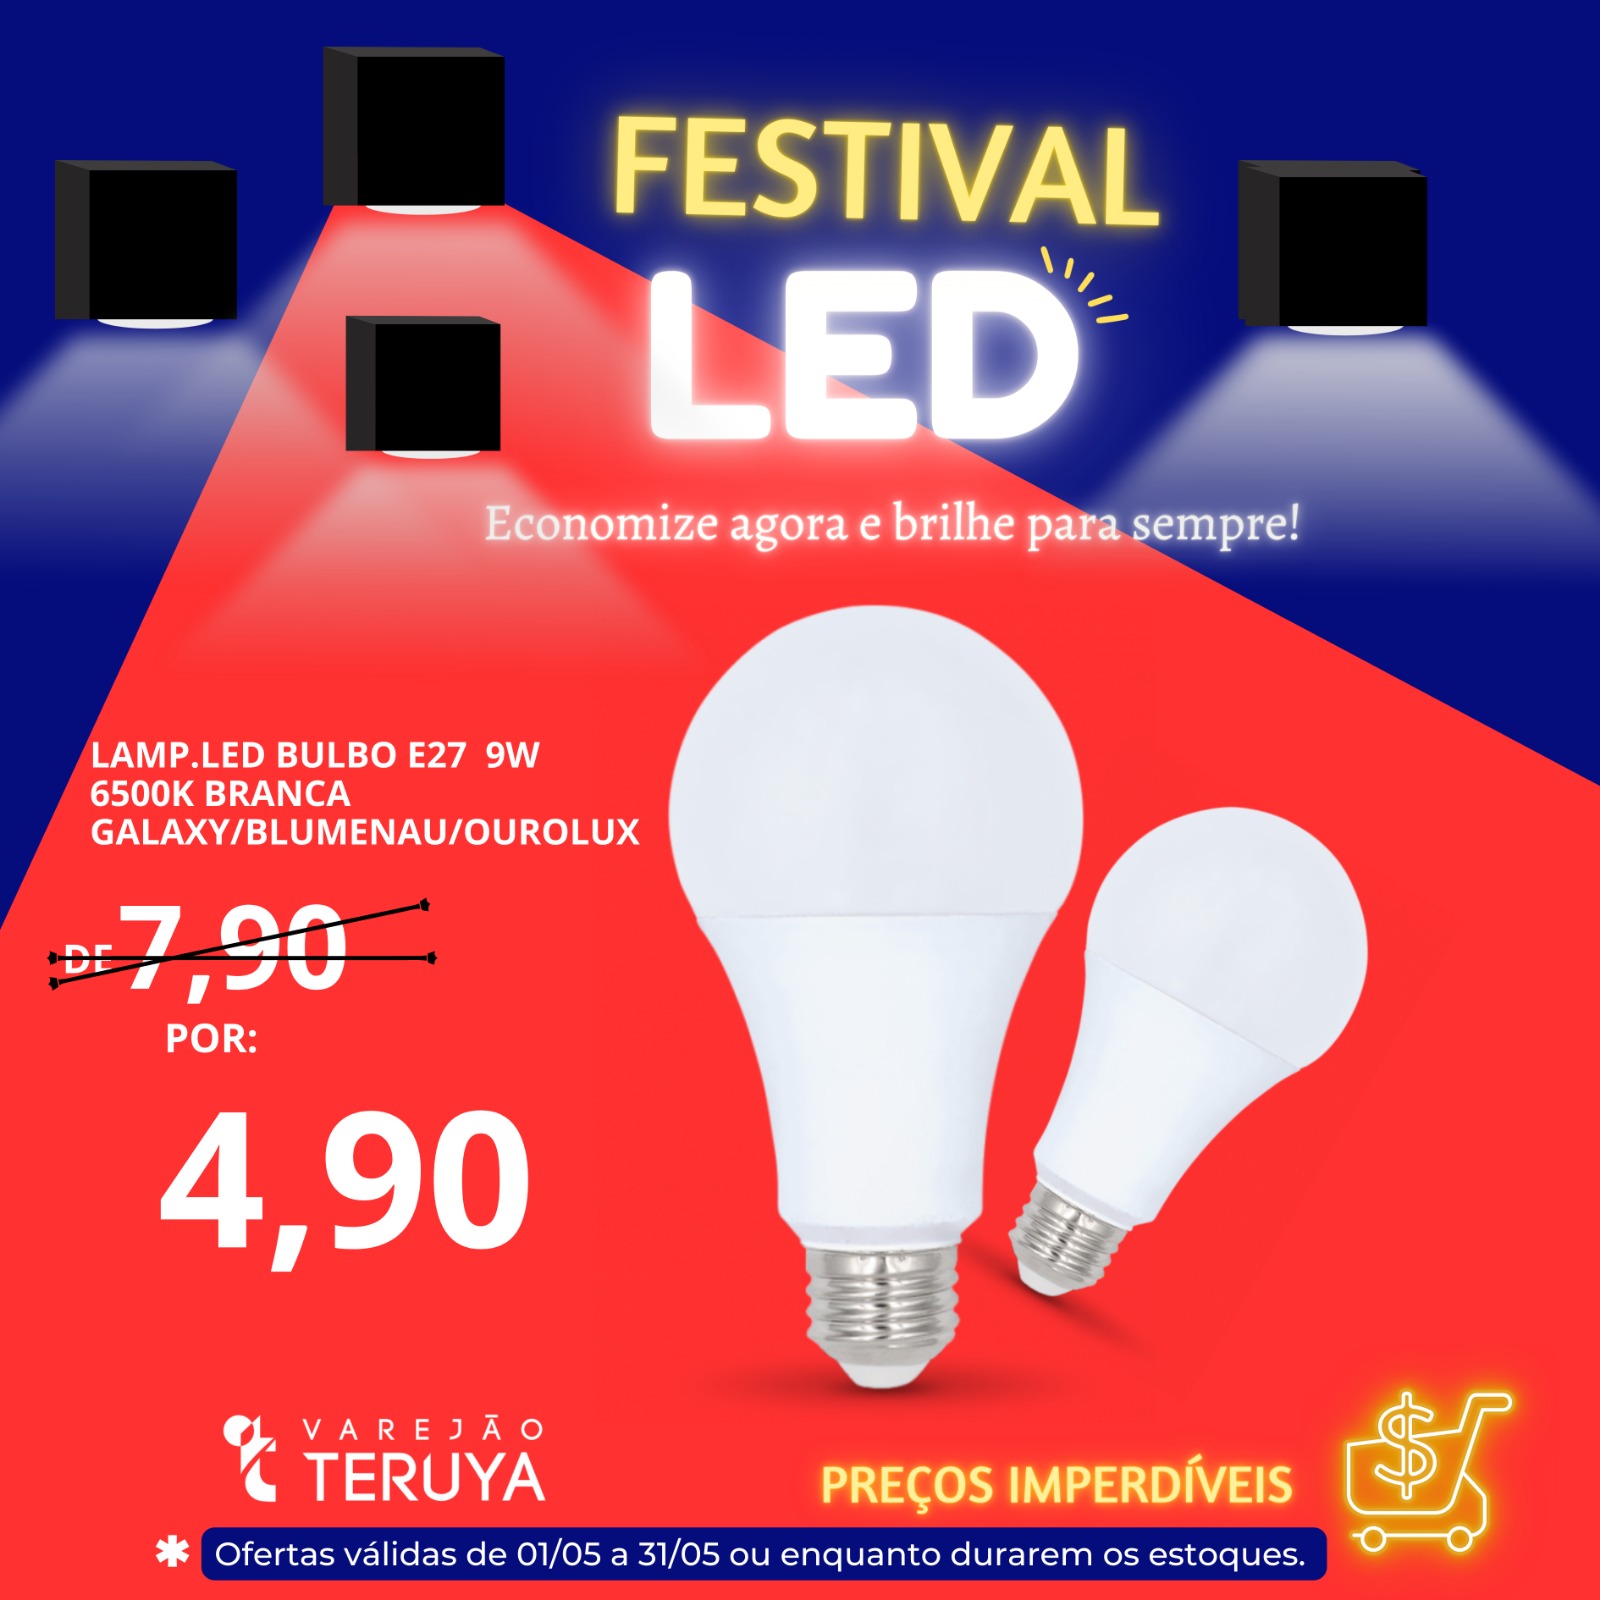 FESTIVAL
LED
Economize agora e brilhe para sempre!
LAMP.LED BULBO E27 9W
6500K BRANCA
GALAXY/BLUMENAU/OUROLUX
DE 7,90
POR:
4,90
VAREJÃO
TERUYA
PREÇOS IMPERDÍVEIS
* Ofertas válidas de 01/05 a 31/05 ou enquanto durarem os estoques.